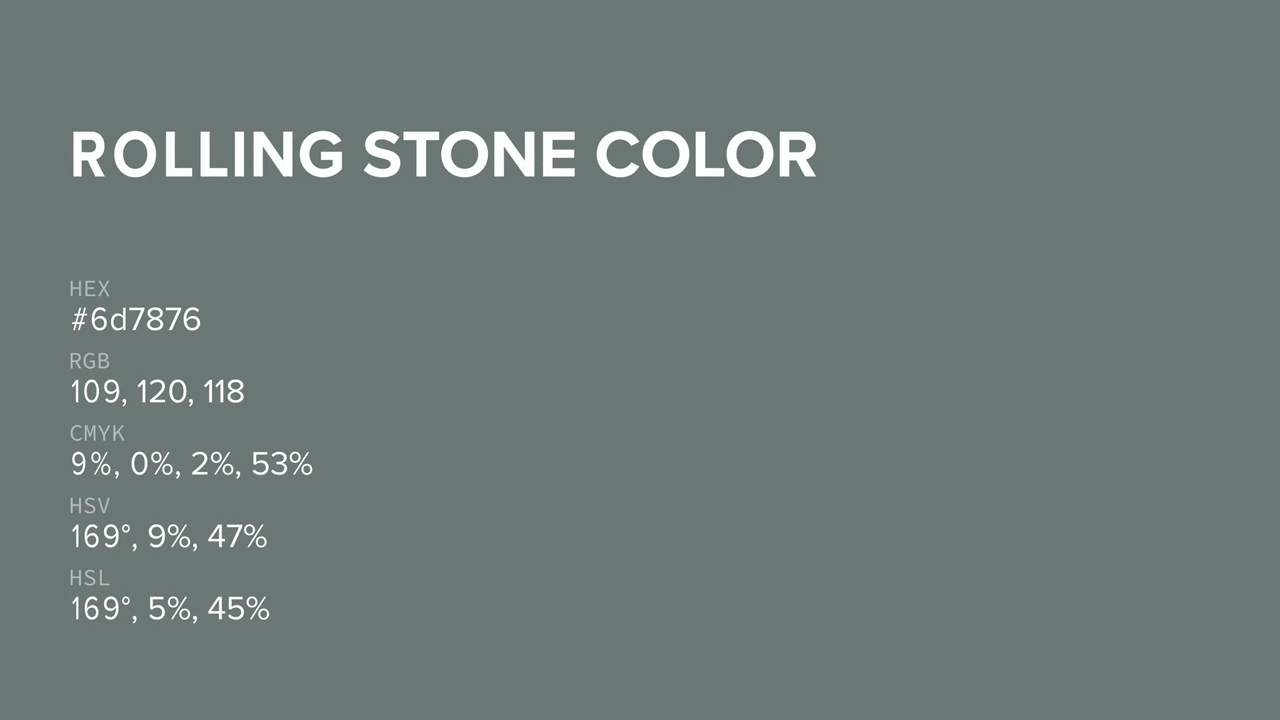 ROLLING STONE COLOR
HEX
#6d7876
RGB
109, 120, 118
CMYK
9%, 0%, 2%, 53%
HSV
169°, 9%, 47%
HSL
169°, 5%, 45%